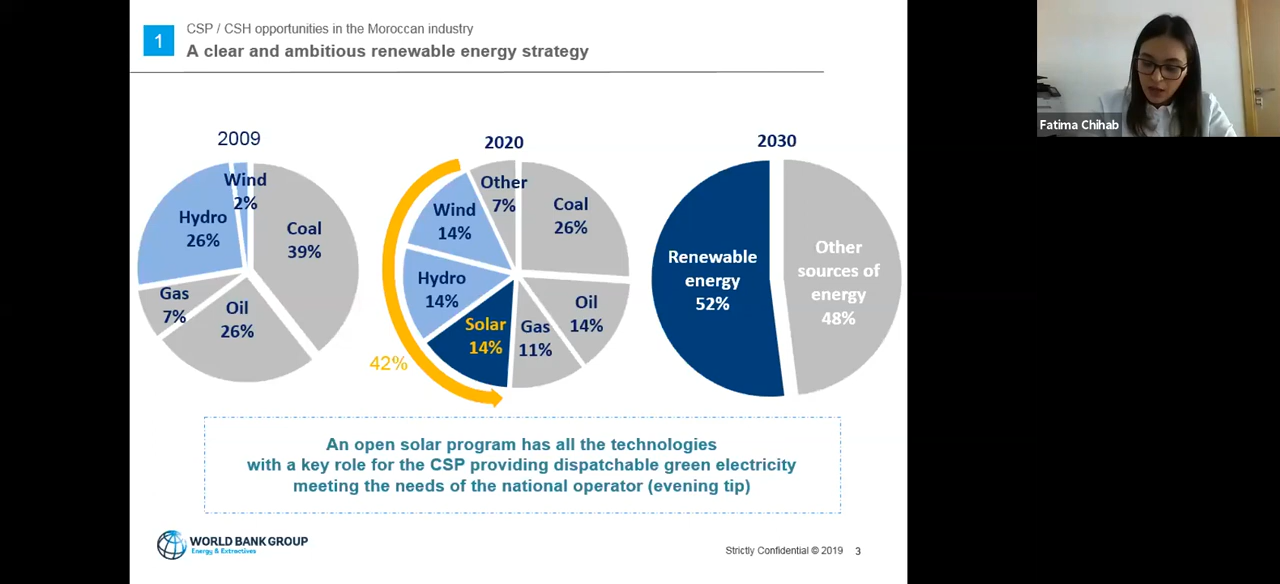 1
CSP / CSH opportunities in the Moroccan industry
A clear and ambitious renewable energy strategy
Fatima Chihab
2009
Wind
2%
Hydro
26%
Coal
39%
Gas
7%
Oil
26%
2020
Other
7%
Coal
26%
Wind
14%
Hydro
14%
Solar
14%
Gas
11%
Oil
14%
42%
2030
Renewable
energy
52%
Other
sources of
energy
48%
An open solar program has all the technologies
with a key role for the CSP providing dispatchable green electricity
meeting the needs of the national operator (evening tip)
WORLD BANK GROUP
Energy & Extractives
Strictly Confidential © 2019 3